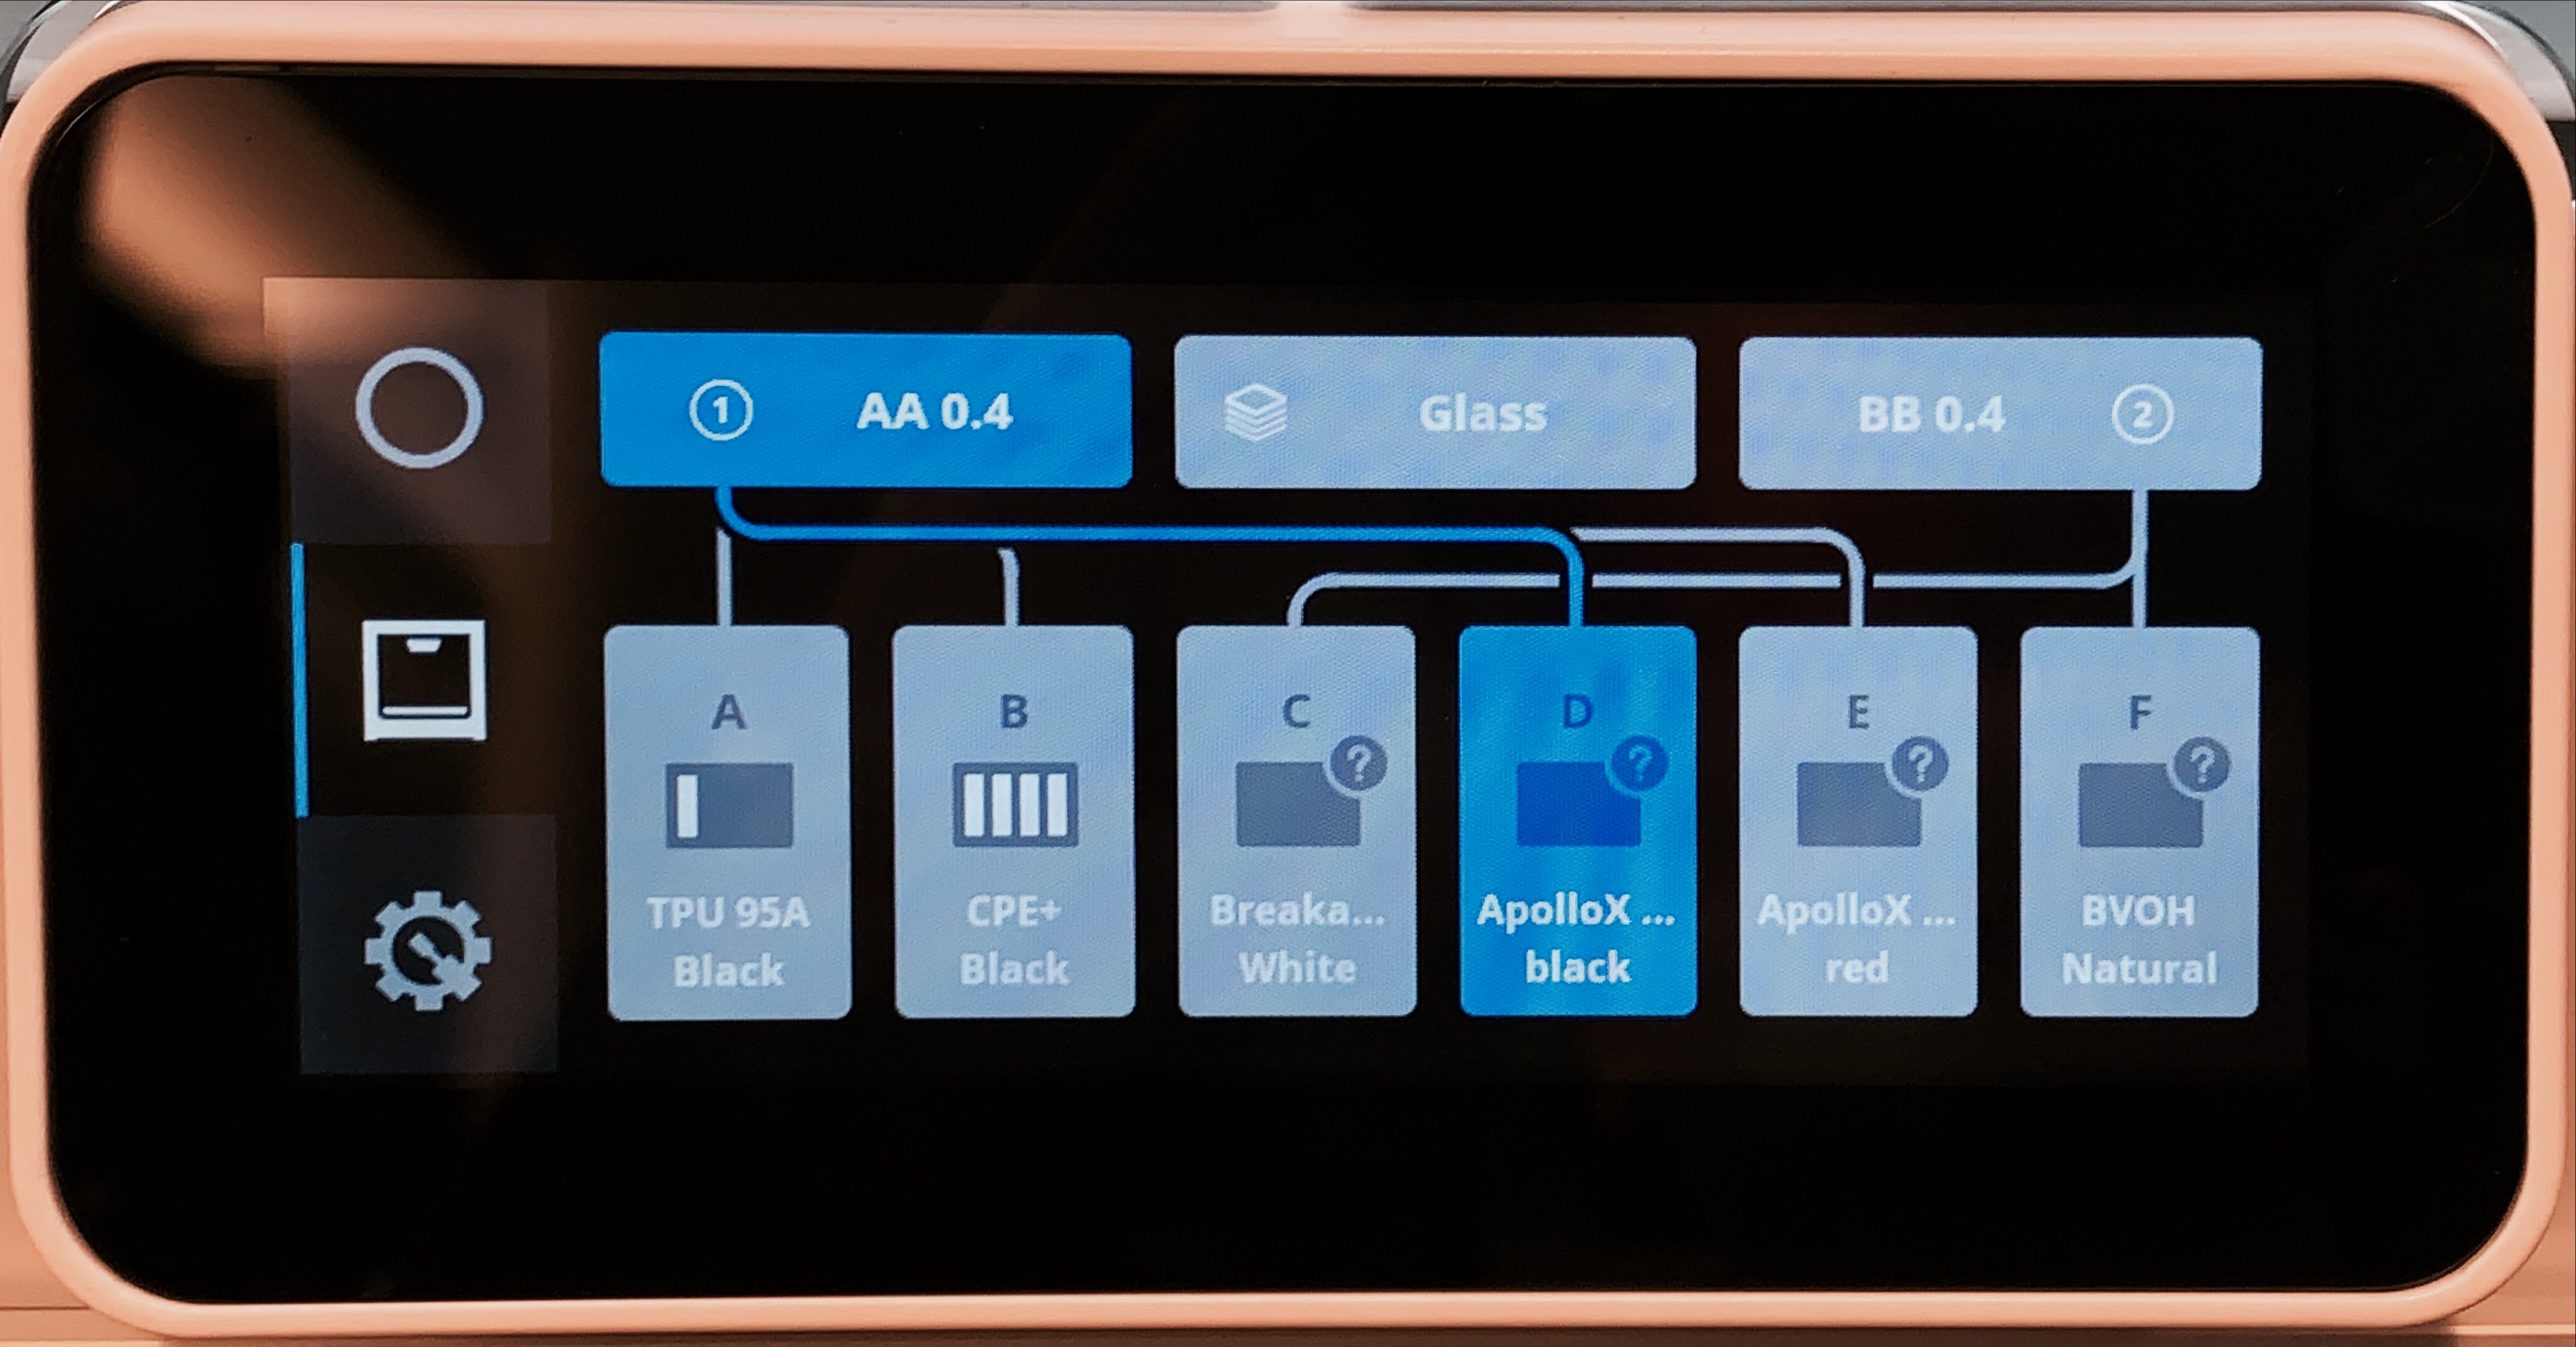 1 AA 0.4
Glass
BB 0.4 2
A
B
C
D
E
F
?
?
?
?
TPU 95A
Black
CPE+
Black
Breaka...
White
ApolloX ...
black
ApolloX ...
red
BVOH
Natural